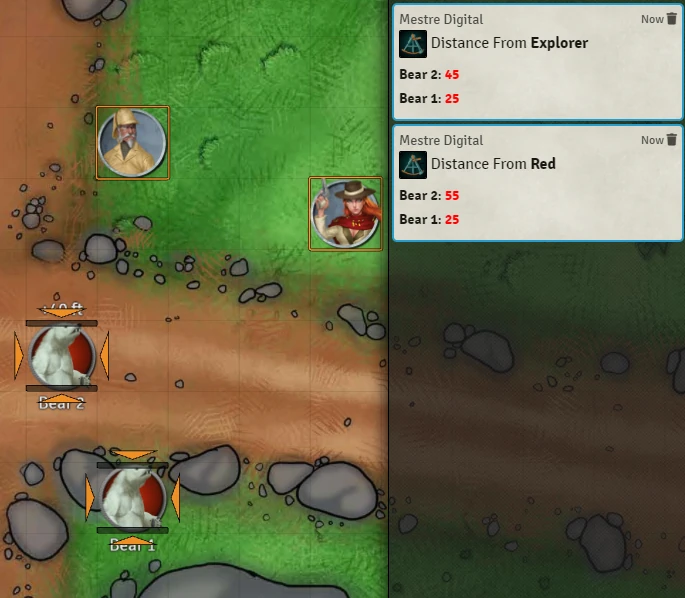 Mestre Digital
Now
Distance From Explorer
Bear 2: 45
Bear 1: 25
Mestre Digital
Now
Distance From Red
Bear 2: 55
Bear 1: 25
Bear 2
Bear 1